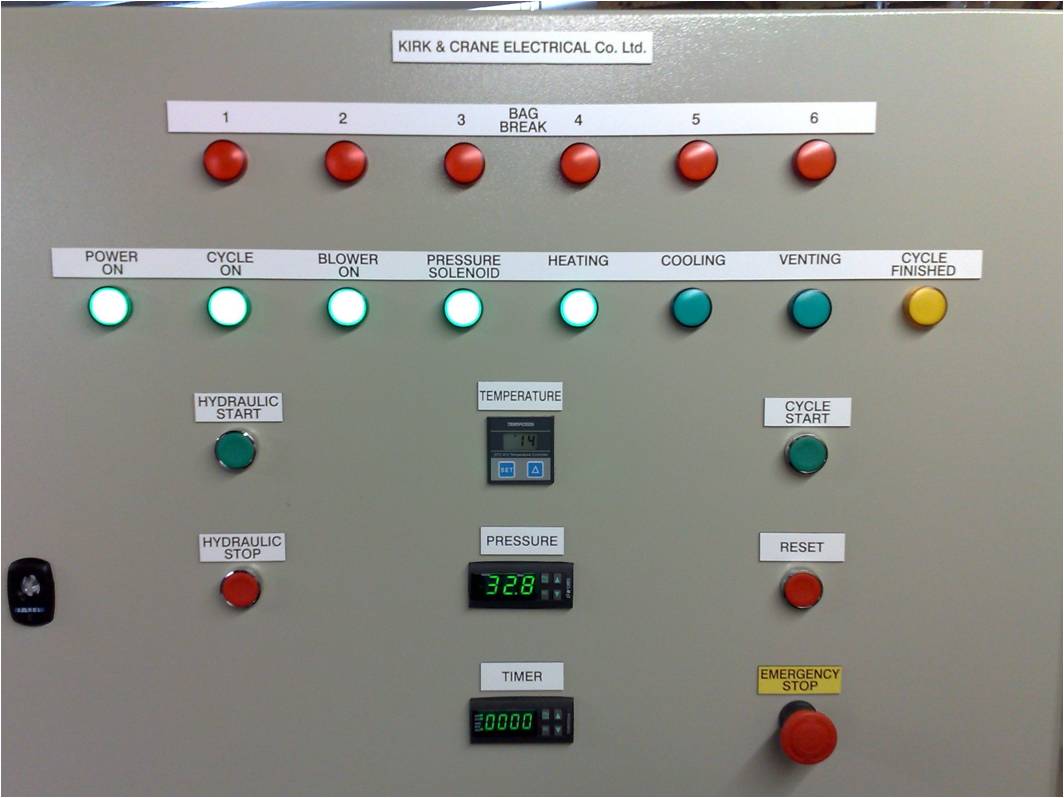 KIRK & CRANE ELECTRICAL Co. Ltd.
1 2 3 BAG BREAK 4 5 6
POWER ON
CYCLE ON
BLOWER ON
PRESSURE SOLENOID
HEATING
COOLING
VENTING
CYCLE FINISHED
HYDRAULIC
START
TEMPERATURE
14
SET
CYCLE
START
HYDRAULIC
STOP
PRESSURE
32.8
RESET
TIMER
.0000
EMERGENCY
STOP